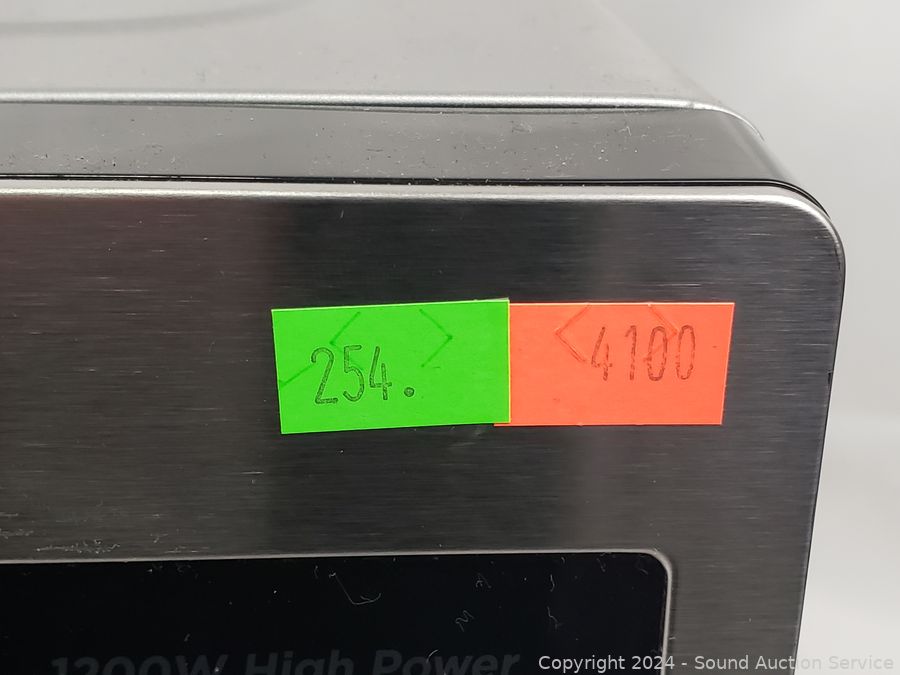 254.
4100
1200W High Power
Copyright 2024 - Sound Auction Service